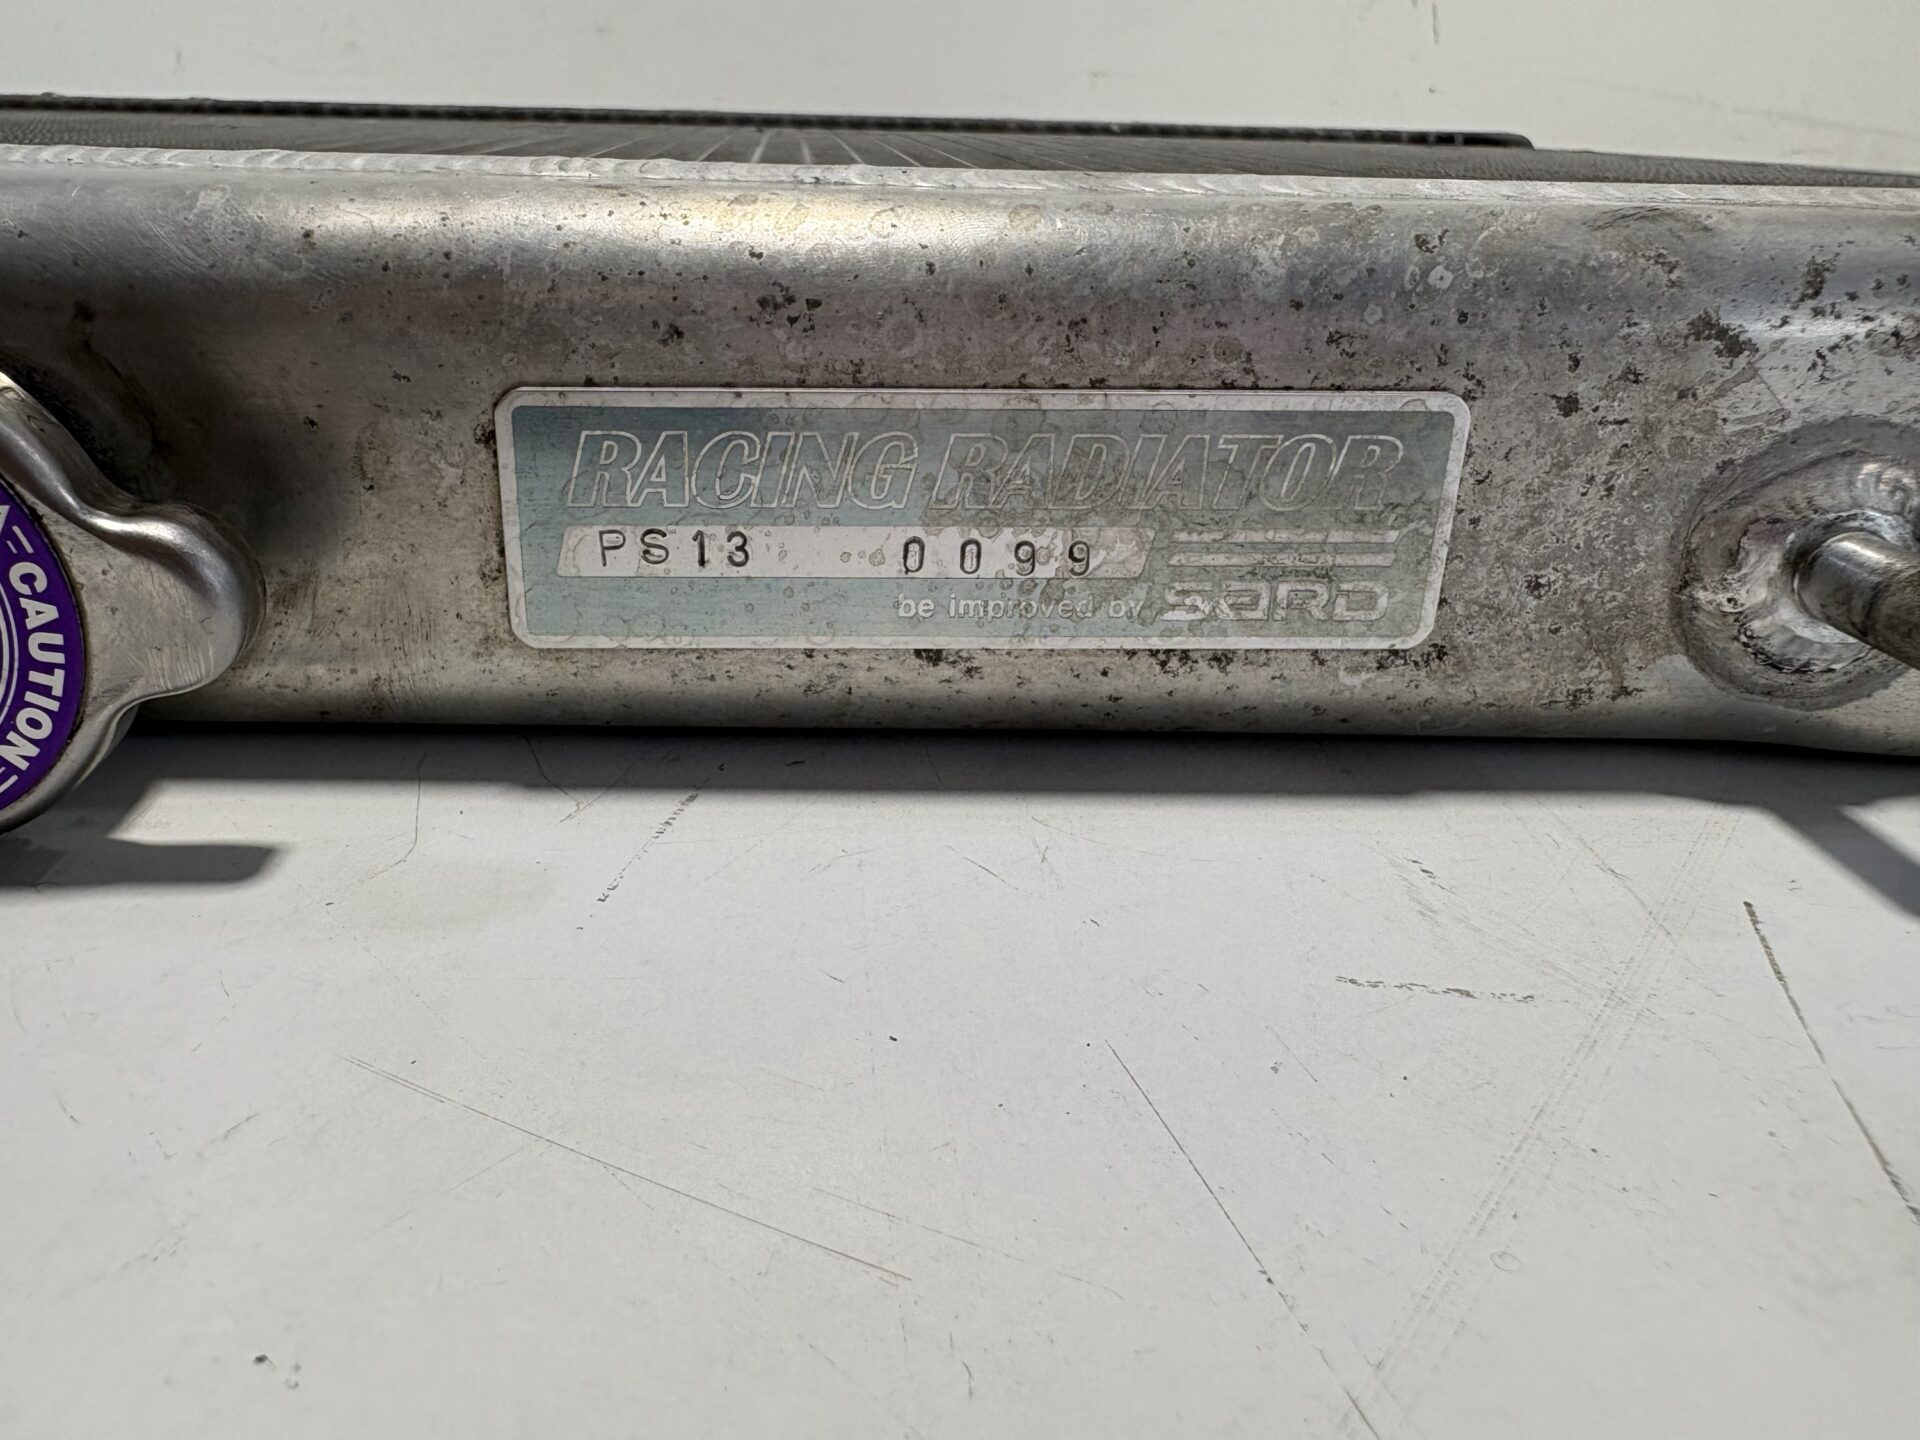 RACING RADIATOR
PS13 0099
be improved by SARD
CAUTION